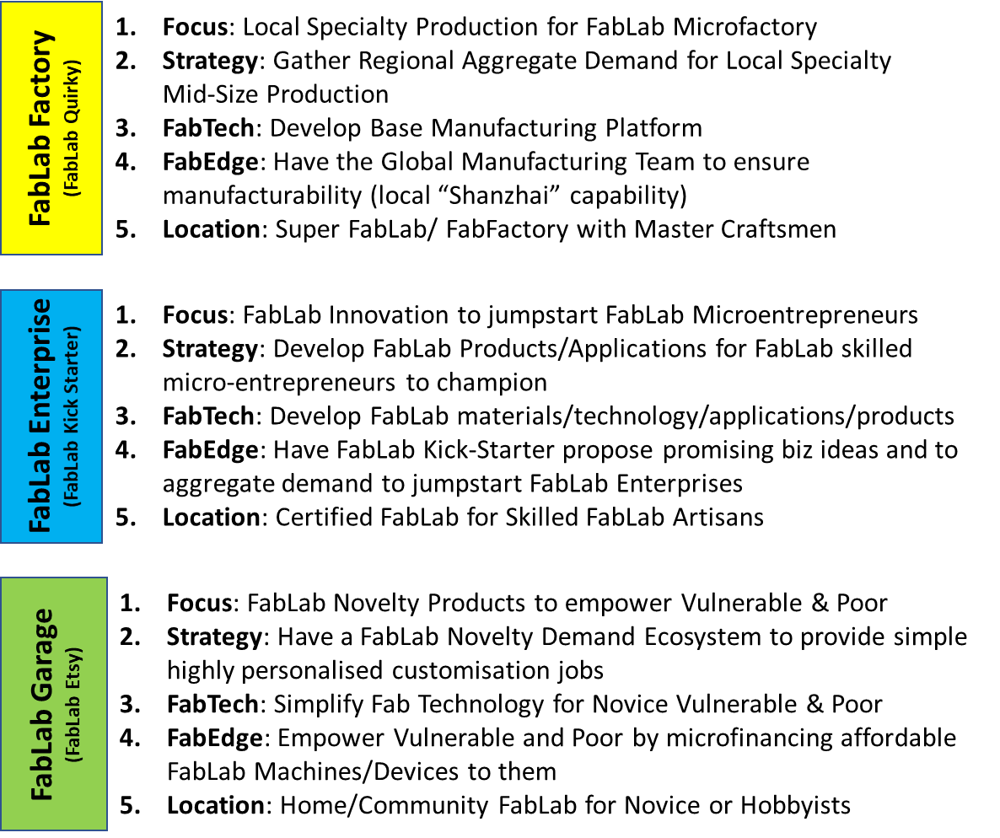 FabLab Factory
(FabLab Quirky)
1. Focus: Local Specialty Production for FabLab Microfactory
2. Strategy: Gather Regional Aggregate Demand for Local Specialty
Mid-Size Production
3. FabTech: Develop Base Manufacturing Platform
4. FabEdge: Have the Global Manufacturing Team to ensure
manufacturability (local “Shanzhai” capability)
5. Location: Super FabLab/ FabFactory with Master Craftsmen
FabLab Enterprise
(FabLab Kick Starter)
1. Focus: FabLab Innovation to jumpstart FabLab Microentrepreneurs
2. Strategy: Develop FabLab Products/Applications for FabLab skilled
micro-entrepreneurs to champion
3. FabTech: Develop FabLab materials/technology/applications/products
4. FabEdge: Have FabLab Kick-Starter propose promising biz ideas and to
aggregate demand to jumpstart FabLab Enterprises
5. Location: Certified FabLab for Skilled FabLab Artisans
FabLab Garage
(FabLab Etsy)
1. Focus: FabLab Novelty Products to empower Vulnerable & Poor
2. Strategy: Have a FabLab Novelty Demand Ecosystem to provide simple
highly personalised customisation jobs
3. FabTech: Simplify Fab Technology for Novice Vulnerable & Poor
4. FabEdge: Empower Vulnerable and Poor by microfinancing affordable
FabLab Machines/Devices to them
5. Location: Home/Community FabLab for Novice or Hobbyists